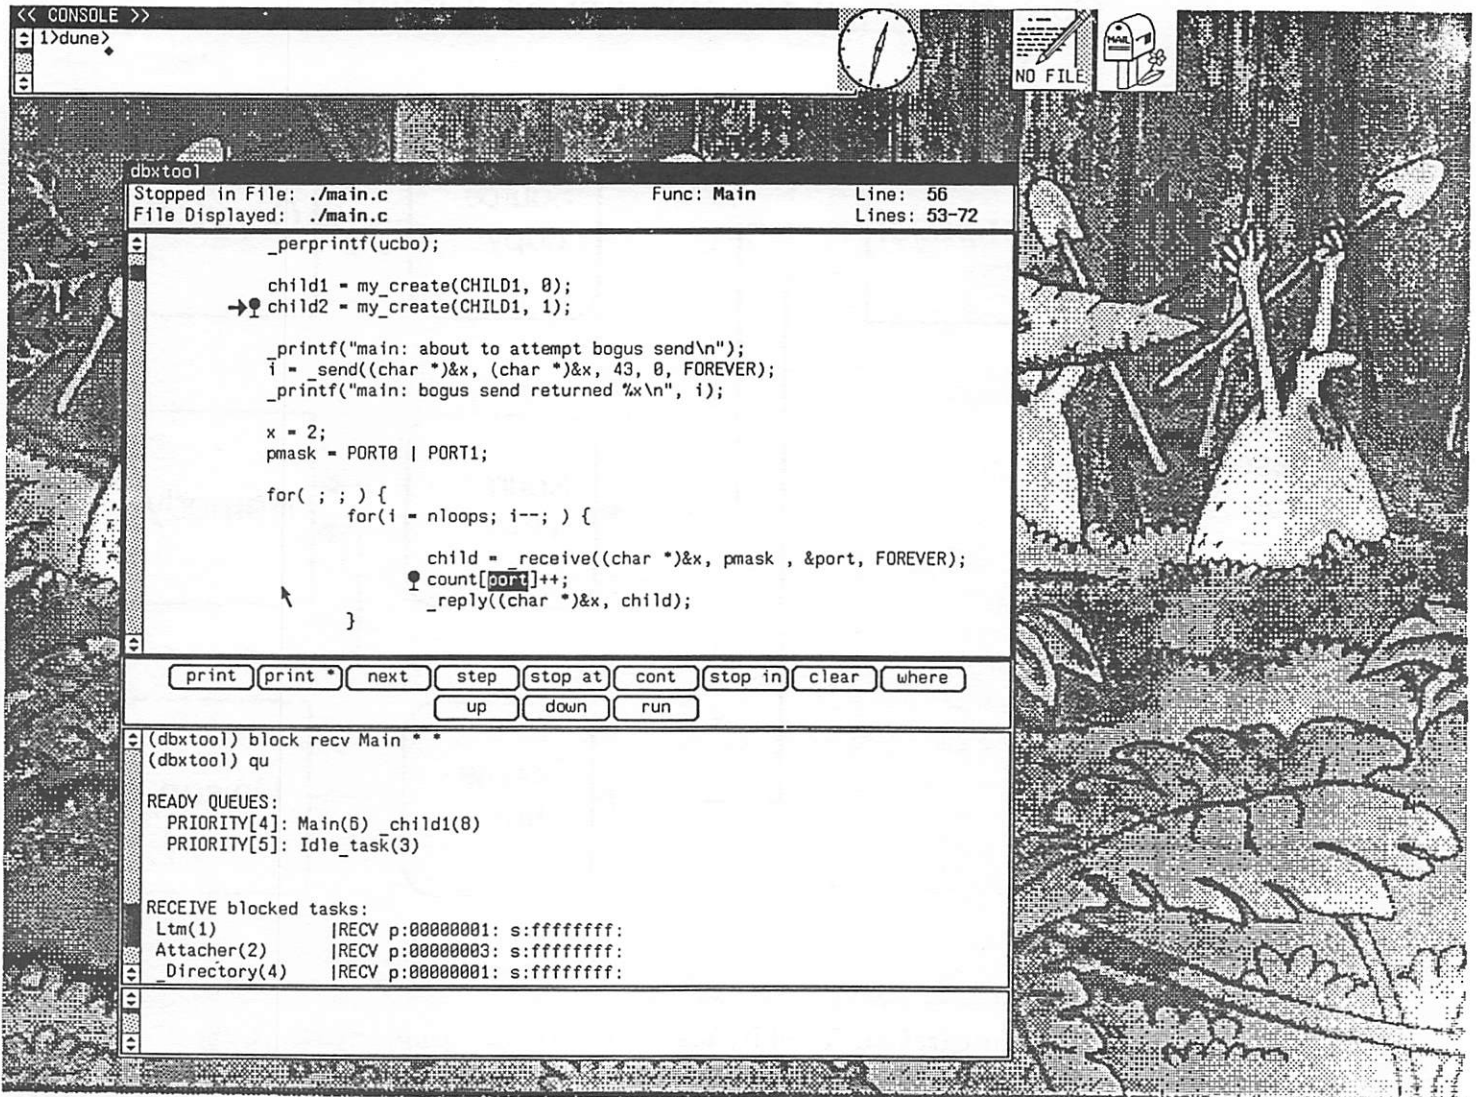 << CONSOLE >>
1>dune>
NO FILE
MAIL
dbxtool
Stopped in File: ./main.c Func: Main Line: 56
File Displayed: ./main.c Lines: 53-72
_perprintf(ucbo);
child1 = my_create(CHILD1, 0);
child2 = my_create(CHILD1, 1);
_printf("main: about to attempt bogus send\n");
i = _send((char *)&x, (char *)&x, 43, 0, FOREVER);
_printf("main: bogus send returned %x\n", i);
x = 2;
pmask = PORT0 | PORT1;
for( ; ; ) {
for(i = nloops; i--; ) {
child = _receive((char *)&x, pmask , &port, FOREVER);
count[port]++;
_reply((char *)&x, child);
}
print print * next step stop at cont stop in clear where
up down run
(dbxtool) block recv Main * *
(dbxtool) qu
READY QUEUES:
PRIORITY[4]: Main(6) _child1(8)
PRIORITY[5]: Idle_task(3)
RECEIVE blocked tasks:
Ltm(1) |RECV p:00000001: s:ffffffff:
Attacher(2) |RECV p:00000003: s:ffffffff:
_Directory(4) |RECV p:00000001: s:ffffffff: